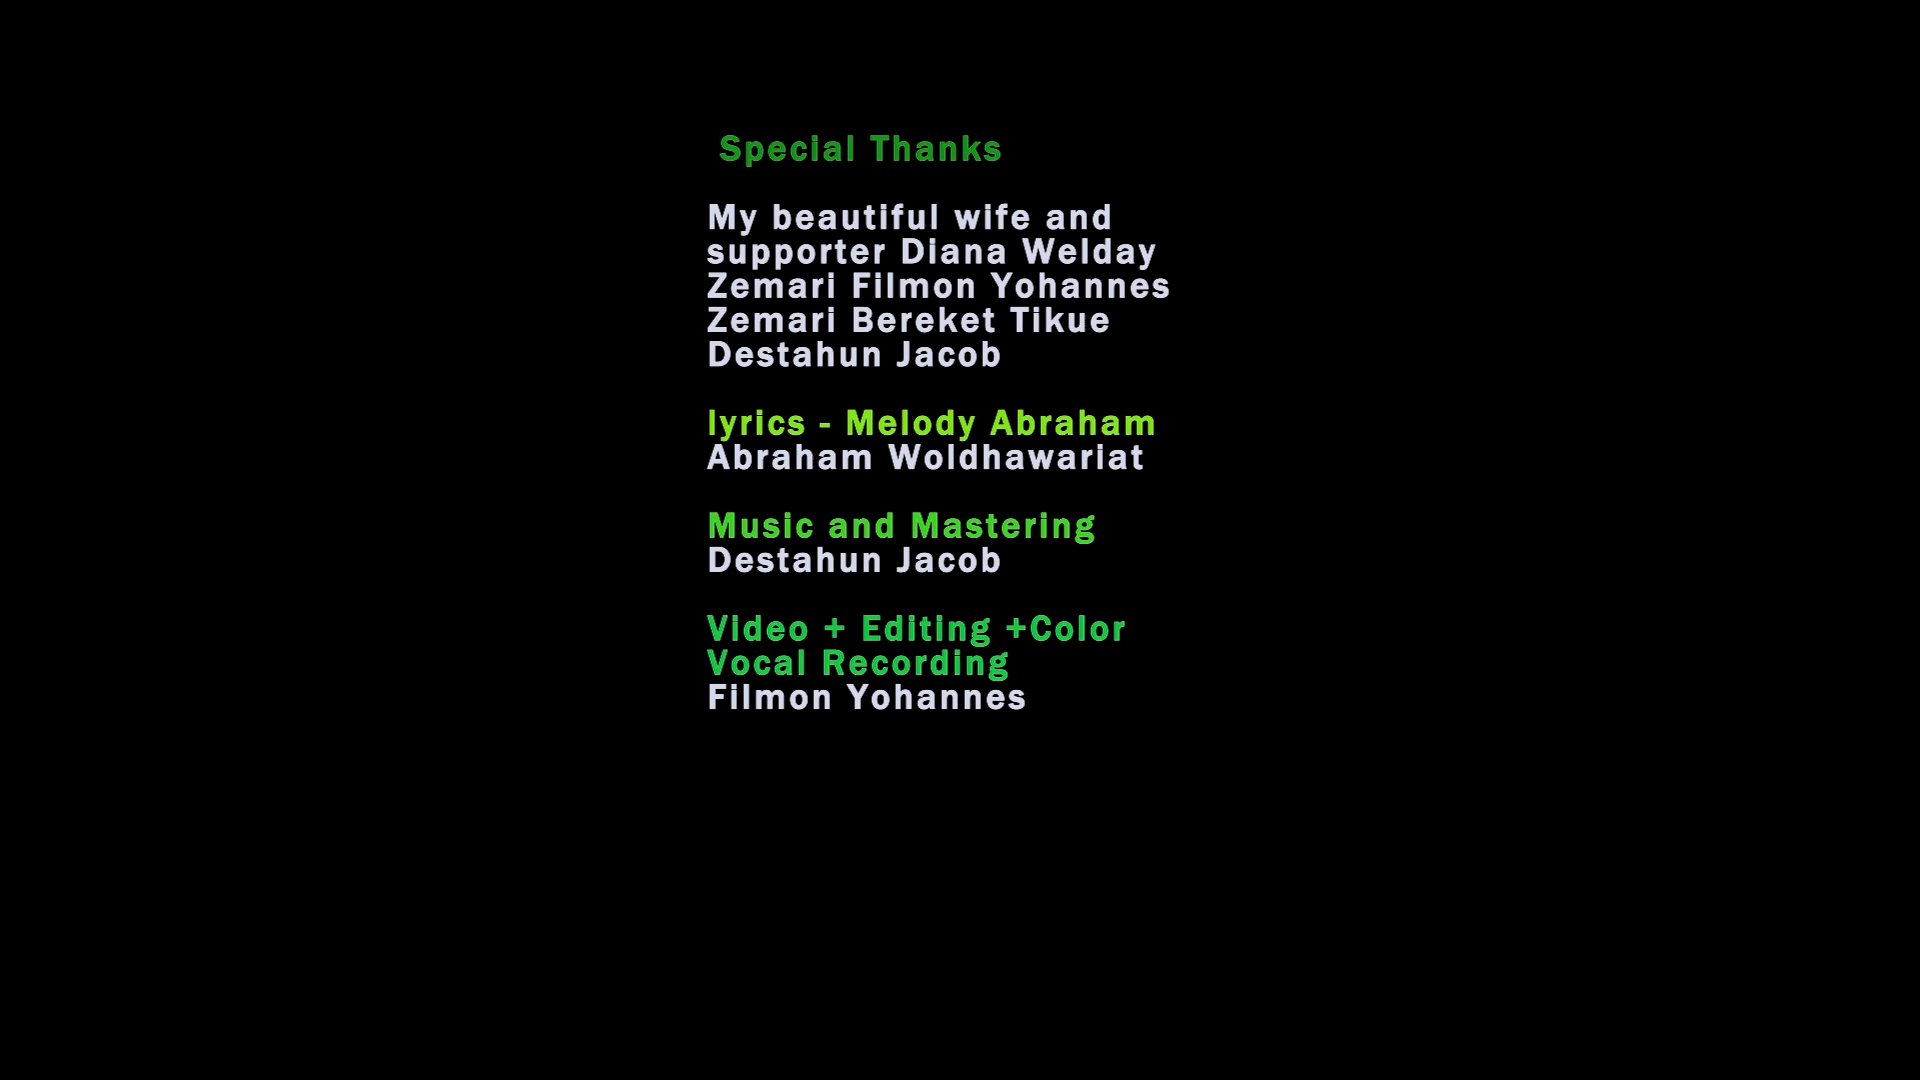 Special Thanks
My beautiful wife and
supporter Diana Welday
Zemari Filmon Yohannes
Zemari Bereket Tikue
Destahun Jacob
lyrics - Melody Abraham
Abraham Woldhawariat
Music and Mastering
Destahun Jacob
Video + Editing +Color
Vocal Recording
Filmon Yohannes